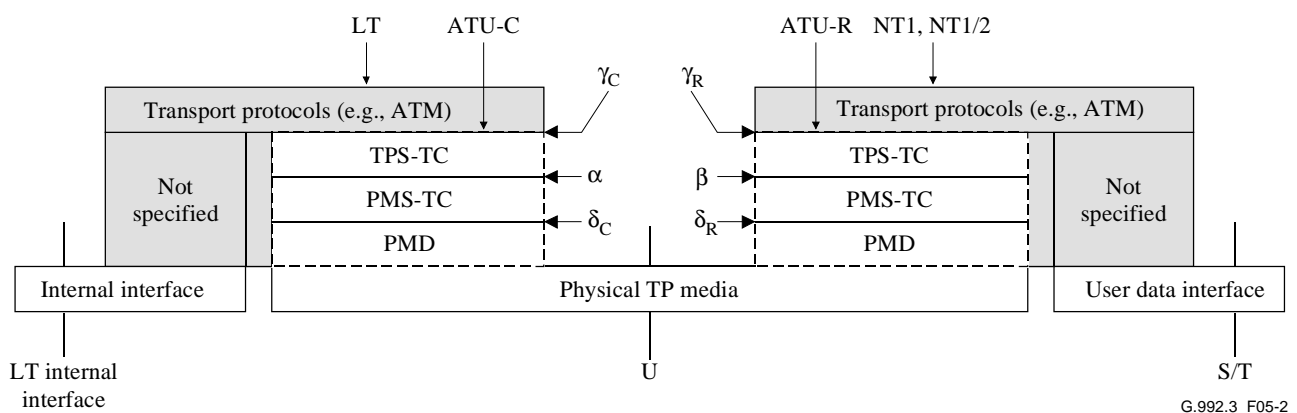 LT
ATU-C
ATU-R
NT1, NT1/2
γC
γR
Transport protocols (e.g., ATM)
Transport protocols (e.g., ATM)
TPS-TC
TPS-TC
α
β
Not
specified
PMS-TC
PMS-TC
Not
specified
δC
δR
PMD
PMD
Internal interface
Physical TP media
User data interface
LT internal
interface
U
S/T
G.992.3_F05-2